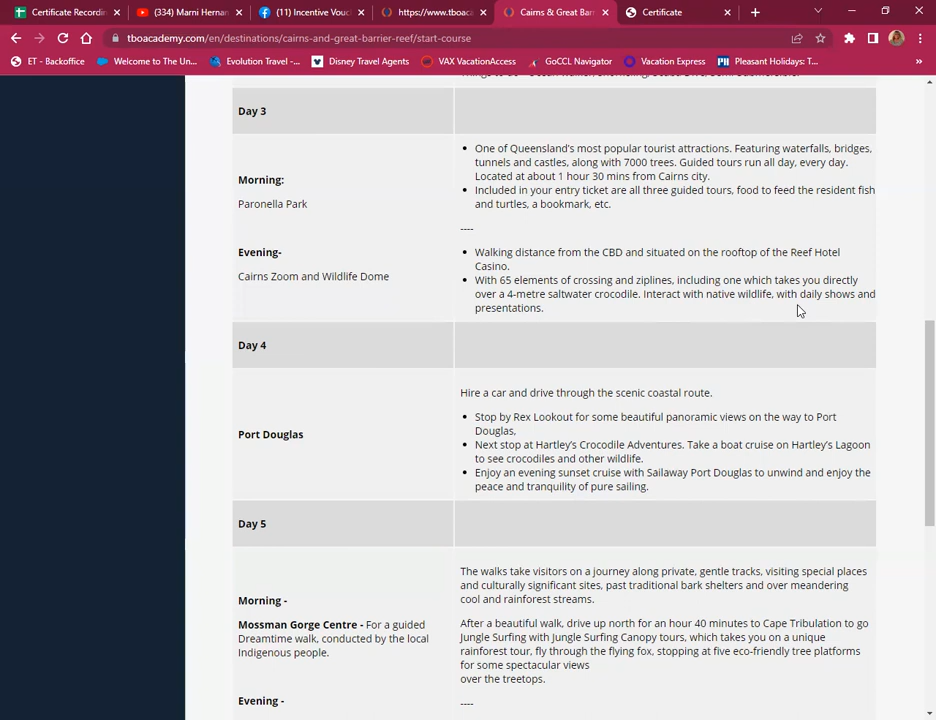 Certificate Recordin
(334) Marni Hernan
(11) Incentive Vouc
https://www.tboaca
Cairns & Great Barr
Certificate
tboacademy.com/en/destinations/cairns-and-great-barrier-reef/start-course
ET - Backoffice
Welcome to The Un...
Evolution Travel -...
Disney Travel Agents
VAX VacationAccess
GoCCL Navigator
Vacation Express
Pleasant Holidays: T...
»
Day 3
Morning:
Paronella Park
• One of Queensland's most popular tourist attractions. Featuring waterfalls, bridges,
tunnels and castles, along with 7000 trees. Guided tours run all day, every day.
Located at about 1 hour 30 mins from Cairns city.
• Included in your entry ticket are all three guided tours, food to feed the resident fish
and turtles, a bookmark, etc.
----
Evening-
Cairns Zoom and Wildlife Dome
• Walking distance from the CBD and situated on the rooftop of the Reef Hotel
Casino.
• With 65 elements of crossing and ziplines, including one which takes you directly
over a 4-metre saltwater crocodile. Interact with native wildlife, with daily shows and
presentations.
Day 4
Port Douglas
Hire a car and drive through the scenic coastal route.
• Stop by Rex Lookout for some beautiful panoramic views on the way to Port
Douglas,
• Next stop at Hartley's Crocodile Adventures. Take a boat cruise on Hartley's Lagoon
to see crocodiles and other wildlife.
• Enjoy an evening sunset cruise with Sailaway Port Douglas to unwind and enjoy the
peace and tranquility of pure sailing.
Day 5
Morning -
Mossman Gorge Centre - For a guided
Dreamtime walk, conducted by the local
Indigenous people.
Evening -
The walks take visitors on a journey along private, gentle tracks, visiting special places
and culturally significant sites, past traditional bark shelters and over meandering
cool and rainforest streams.
After a beautiful walk, drive up north for an hour 40 minutes to Cape Tribulation to go
Jungle Surfing with Jungle Surfing Canopy tours, which takes you on a unique
rainforest tour, fly through the flying fox, stopping at five eco-friendly tree platforms
for some spectacular views
over the treetops.
----